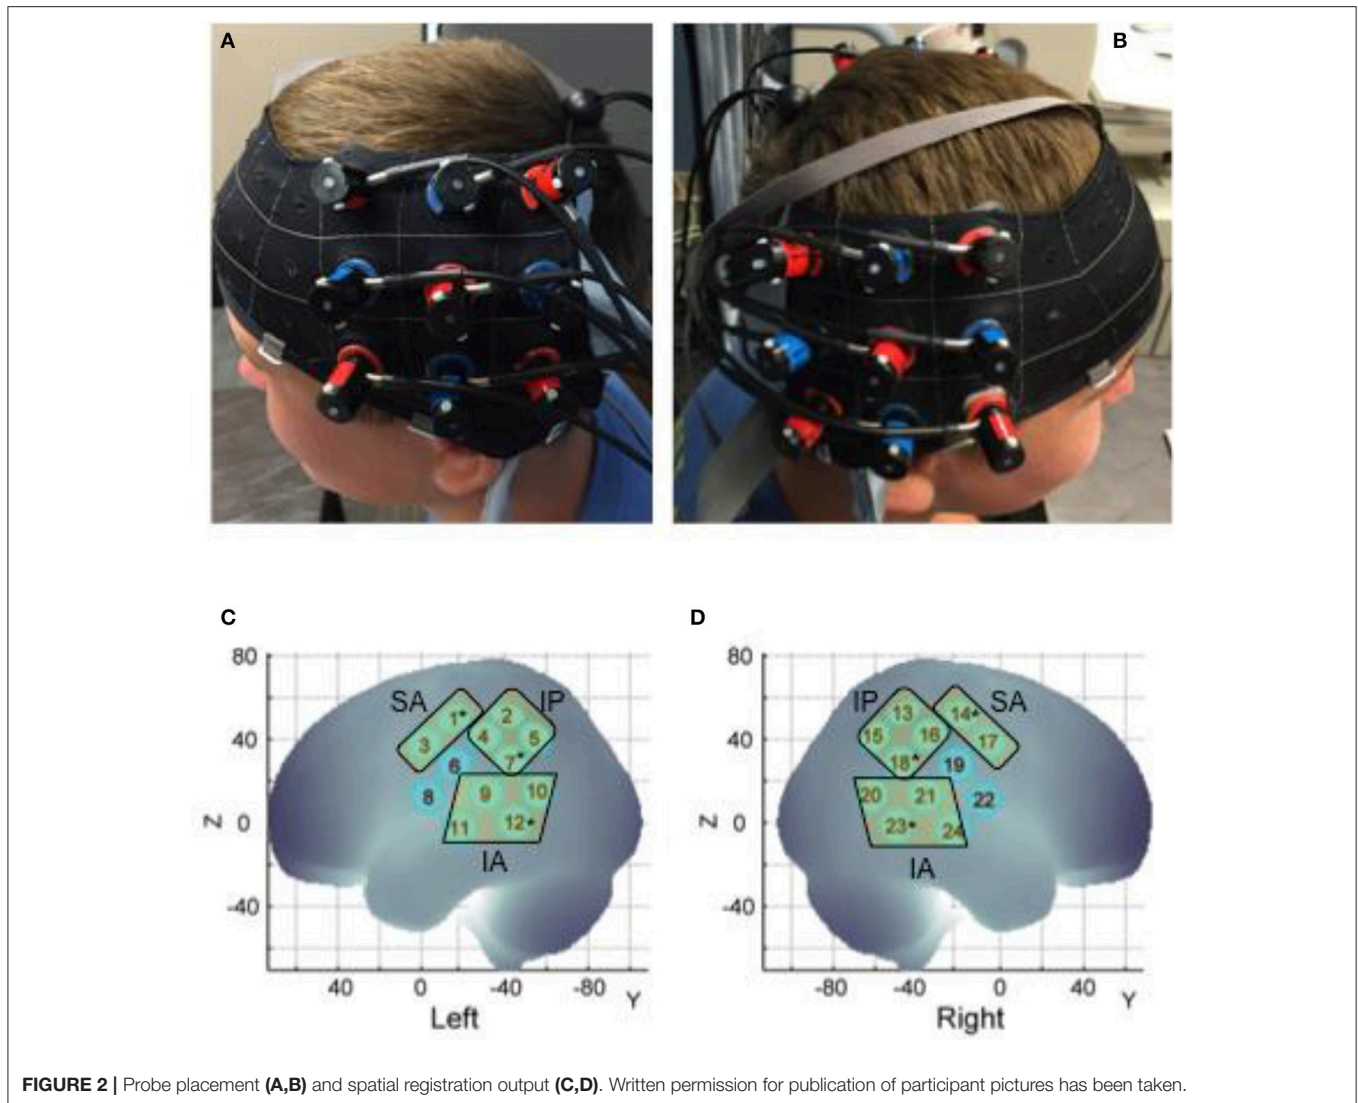 A
B
C
D
80
40
Z 0
-40
SA
IP
1*
2
3
4
5
6
7*
8
9
10
11
12*
IA
40 0 -40 -80 Y
Left
80
40
Z 0
-40
IP
SA
13
14*
15
16
17
18*
19
20
21
22
23*
24
IA
-80 -40 0 40 Y
Right
FIGURE 2 | Probe placement (A,B) and spatial registration output (C,D). Written permission for publication of participant pictures has been taken.